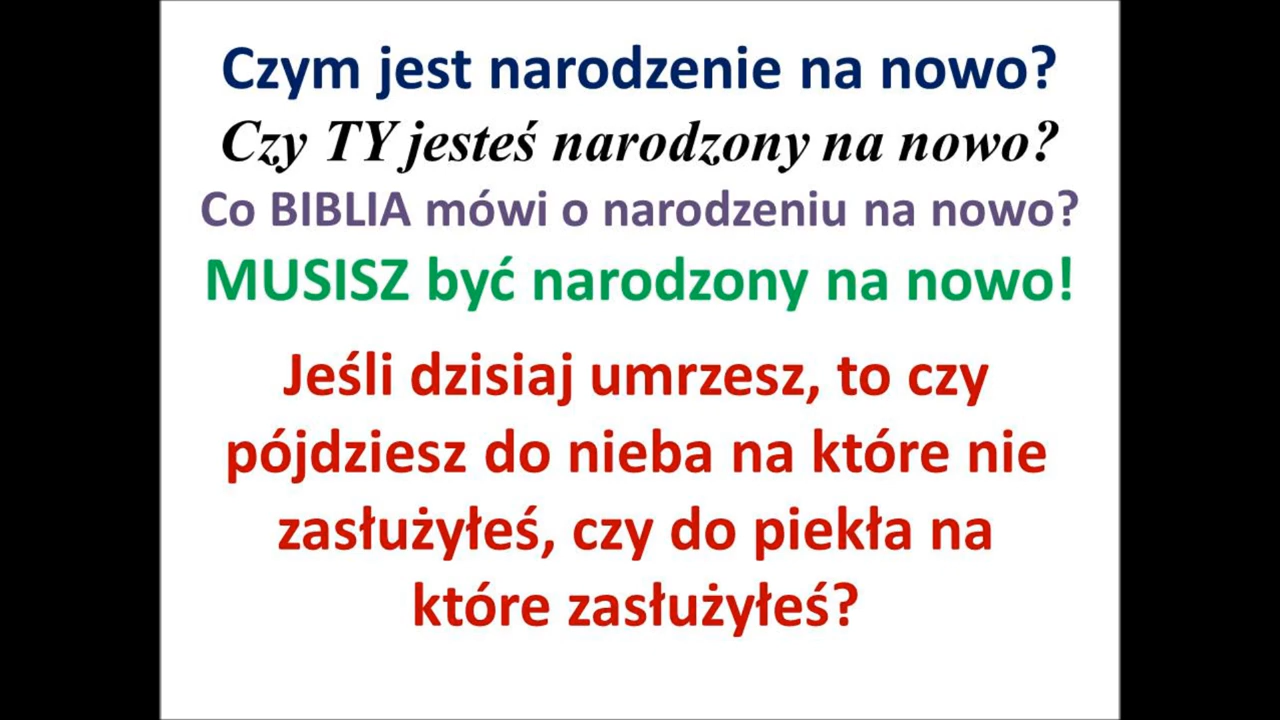 Czym jest narodzenie na nowo?
Czy TY jesteś narodzony na nowo?
Co BIBLIA mówi o narodzeniu na nowo?
MUSISZ być narodzony na nowo!
Jeśli dzisiaj umrzesz, to czy
pójdziesz do nieba na które nie
zasłużyłeś, czy do piekła na
które zasłużyłeś?